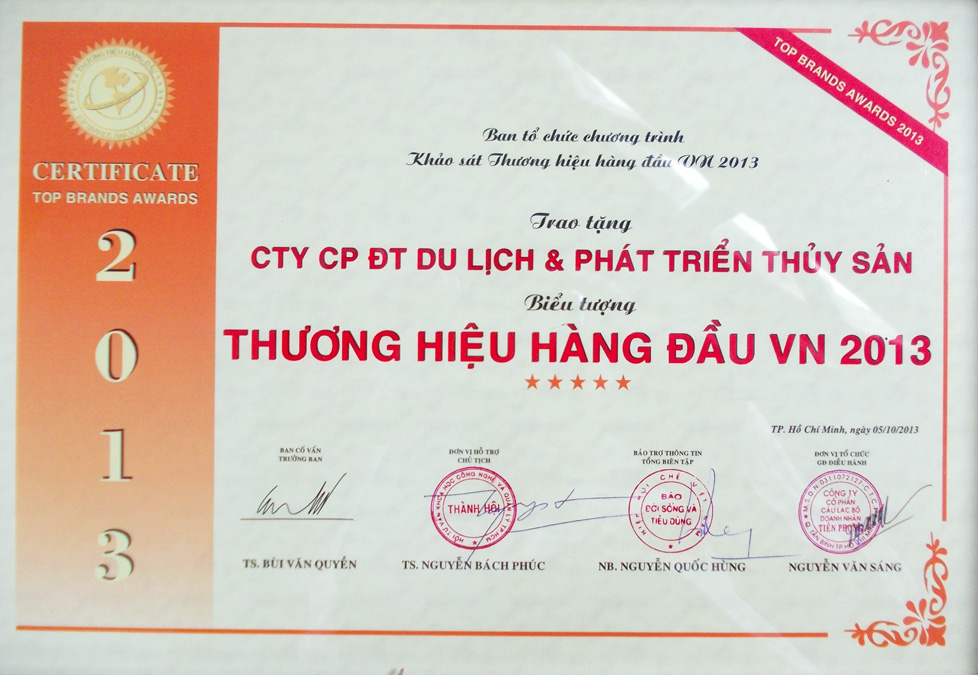 CERTIFICATE
TOP BRANDS AWARDS
2
0
1
3
TOP BRANDS AWARDS 2013
Ban tổ chức chương trình
Khảo sát Thương hiệu hàng đầu VN 2013
Trao tặng
CTY CP ĐT DU LỊCH & PHÁT TRIỂN THỦY SẢN
Biểu tượng
THƯƠNG HIỆU HÀNG ĐẦU VN 2013
TP. Hồ Chí Minh, ngày 05/10/2013
BAN CỐ VẤN
TRƯỞNG BAN
TS. BÙI VĂN QUYỀN
ĐƠN VỊ HỖ TRỢ
CHỦ TỊCH
THÀNH HỘI
TS. NGUYỄN BÁCH PHÚC
BẢO TRỢ THÔNG TIN
TỔNG BIÊN TẬP
BÁO
ĐỜI SỐNG VÀ
TIÊU DÙNG
NB. NGUYỄN QUỐC HÙNG
ĐƠN VỊ TỔ CHỨC
GĐ ĐIỀU HÀNH
CÔNG TY
CỔ PHẦN
CÂU LẠC BỘ
DOANH NHÂN
TIÊN PHONG
NGUYỄN VĂN SÁNG